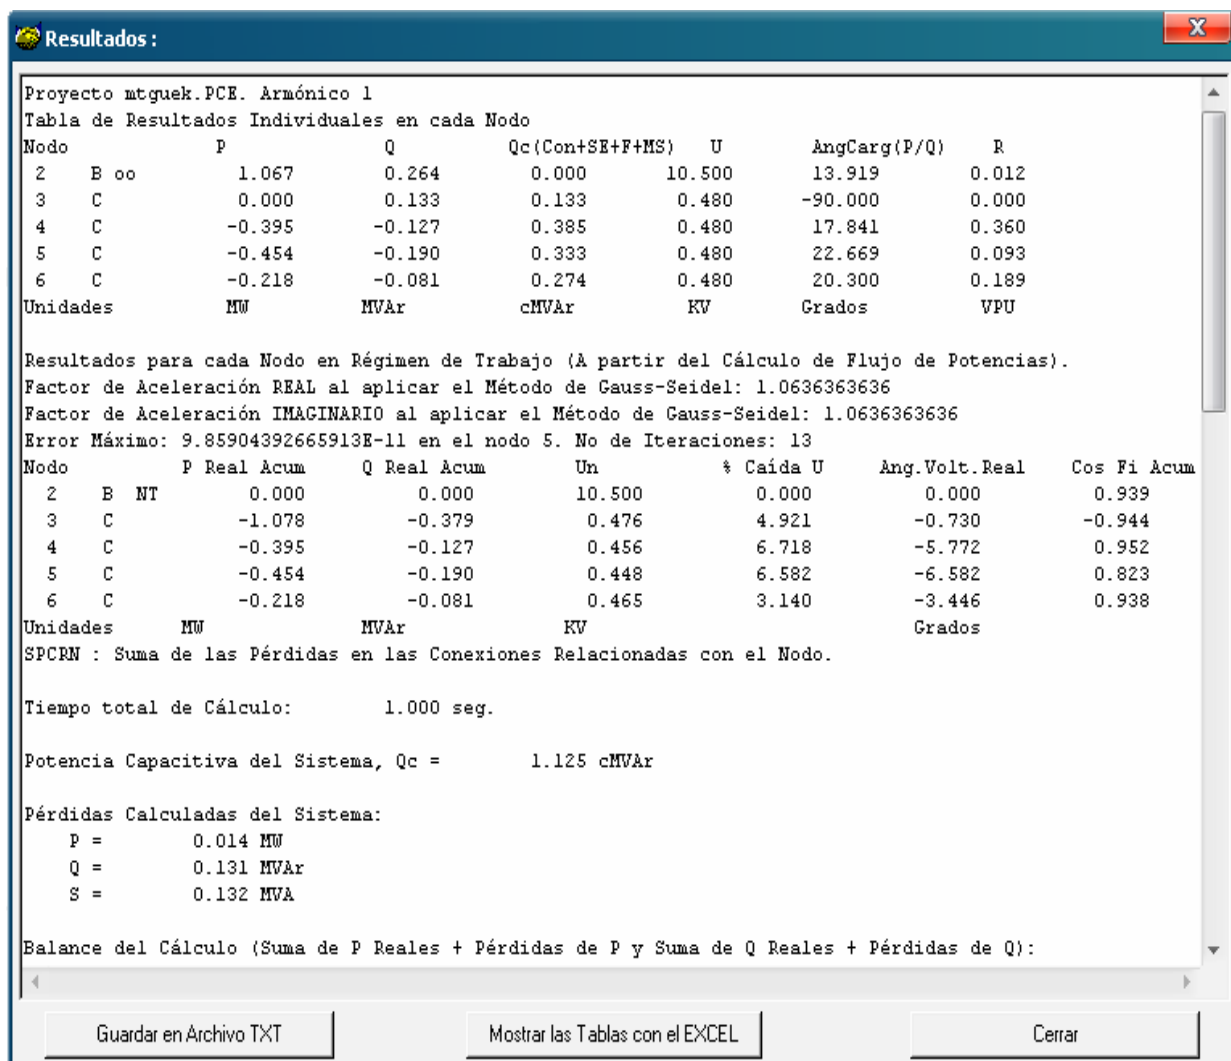 Resultados :
Proyecto mtguek.PCE. Armónico 1
Tabla de Resultados Individuales en cada Nodo
Nodo P Q Qc(Con+SE+F+MS) U AngCarg(P/Q) R
2 B oo 1.067 0.264 0.000 10.500 13.919 0.012
3 C 0.000 0.133 0.133 0.480 -90.000 0.000
4 C -0.395 -0.127 0.385 0.480 17.841 0.360
5 C -0.454 -0.190 0.333 0.480 22.669 0.093
6 C -0.218 -0.081 0.274 0.480 20.300 0.189
Unidades MW MVAr cMVAr KV Grados VPU
Resultados para cada Nodo en Régimen de Trabajo (A partir del Cálculo de Flujo de Potencias).
Factor de Aceleración REAL al aplicar el Método de Gauss-Seidel: 1.0636363636
Factor de Aceleración IMAGINARIO al aplicar el Método de Gauss-Seidel: 1.0636363636
Error Máximo: 9.85904392665913E-11 en el nodo 5. No de Iteraciones: 13
Nodo P Real Acum Q Real Acum Un % Caída U Ang.Volt.Real Cos Fi Acum
2 B NT 0.000 0.000 10.500 0.000 0.000 0.939
3 C -1.078 -0.379 0.476 4.921 -0.730 -0.944
4 C -0.395 -0.127 0.456 6.718 -5.772 0.952
5 C -0.454 -0.190 0.448 6.582 -6.582 0.823
6 C -0.218 -0.081 0.465 3.140 -3.446 0.938
Unidades MW MVAr KV Grados
SPCRN : Suma de las Pérdidas en las Conexiones Relacionadas con el Nodo.
Tiempo total de Cálculo: 1.000 seg.
Potencia Capacitiva del Sistema, Qc = 1.125 cMVAr
Pérdidas Calculadas del Sistema:
P = 0.014 MW
Q = 0.131 MVAr
S = 0.132 MVA
Balance del Cálculo (Suma de P Reales + Pérdidas de P y Suma de Q Reales + Pérdidas de Q):
Guardar en Archivo TXT Mostrar las Tablas con el EXCEL Cerrar